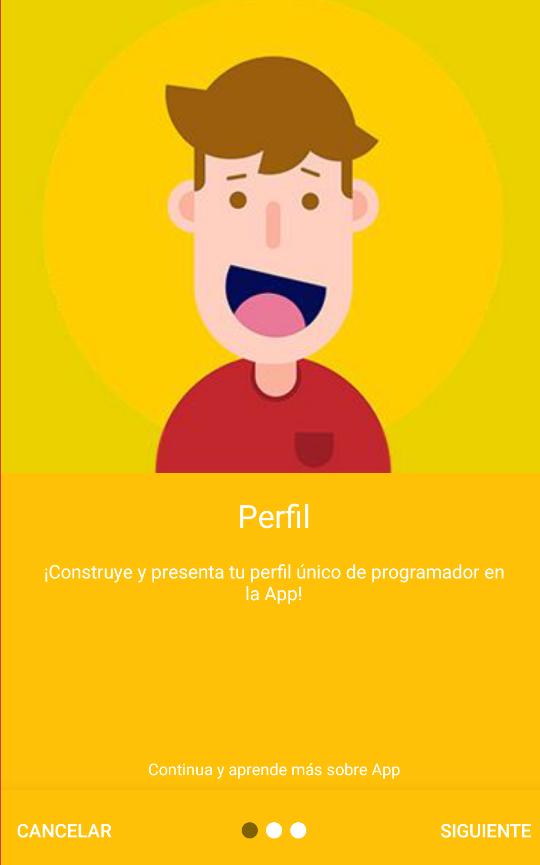 Perfil
¡Construye y presenta tu perfil único de programador en
la App!
Continua y aprende más sobre App
CANCELAR
SIGUIENTE